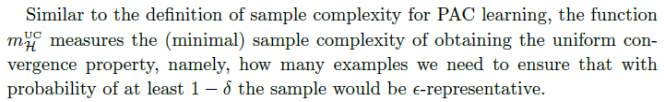 Similar to the definition of sample complexity for PAC learning, the function
m_H^UC measures the (minimal) sample complexity of obtaining the uniform con-
vergence property, namely, how many examples we need to ensure that with
probability of at least 1 − δ the sample would be ϵ-representative.